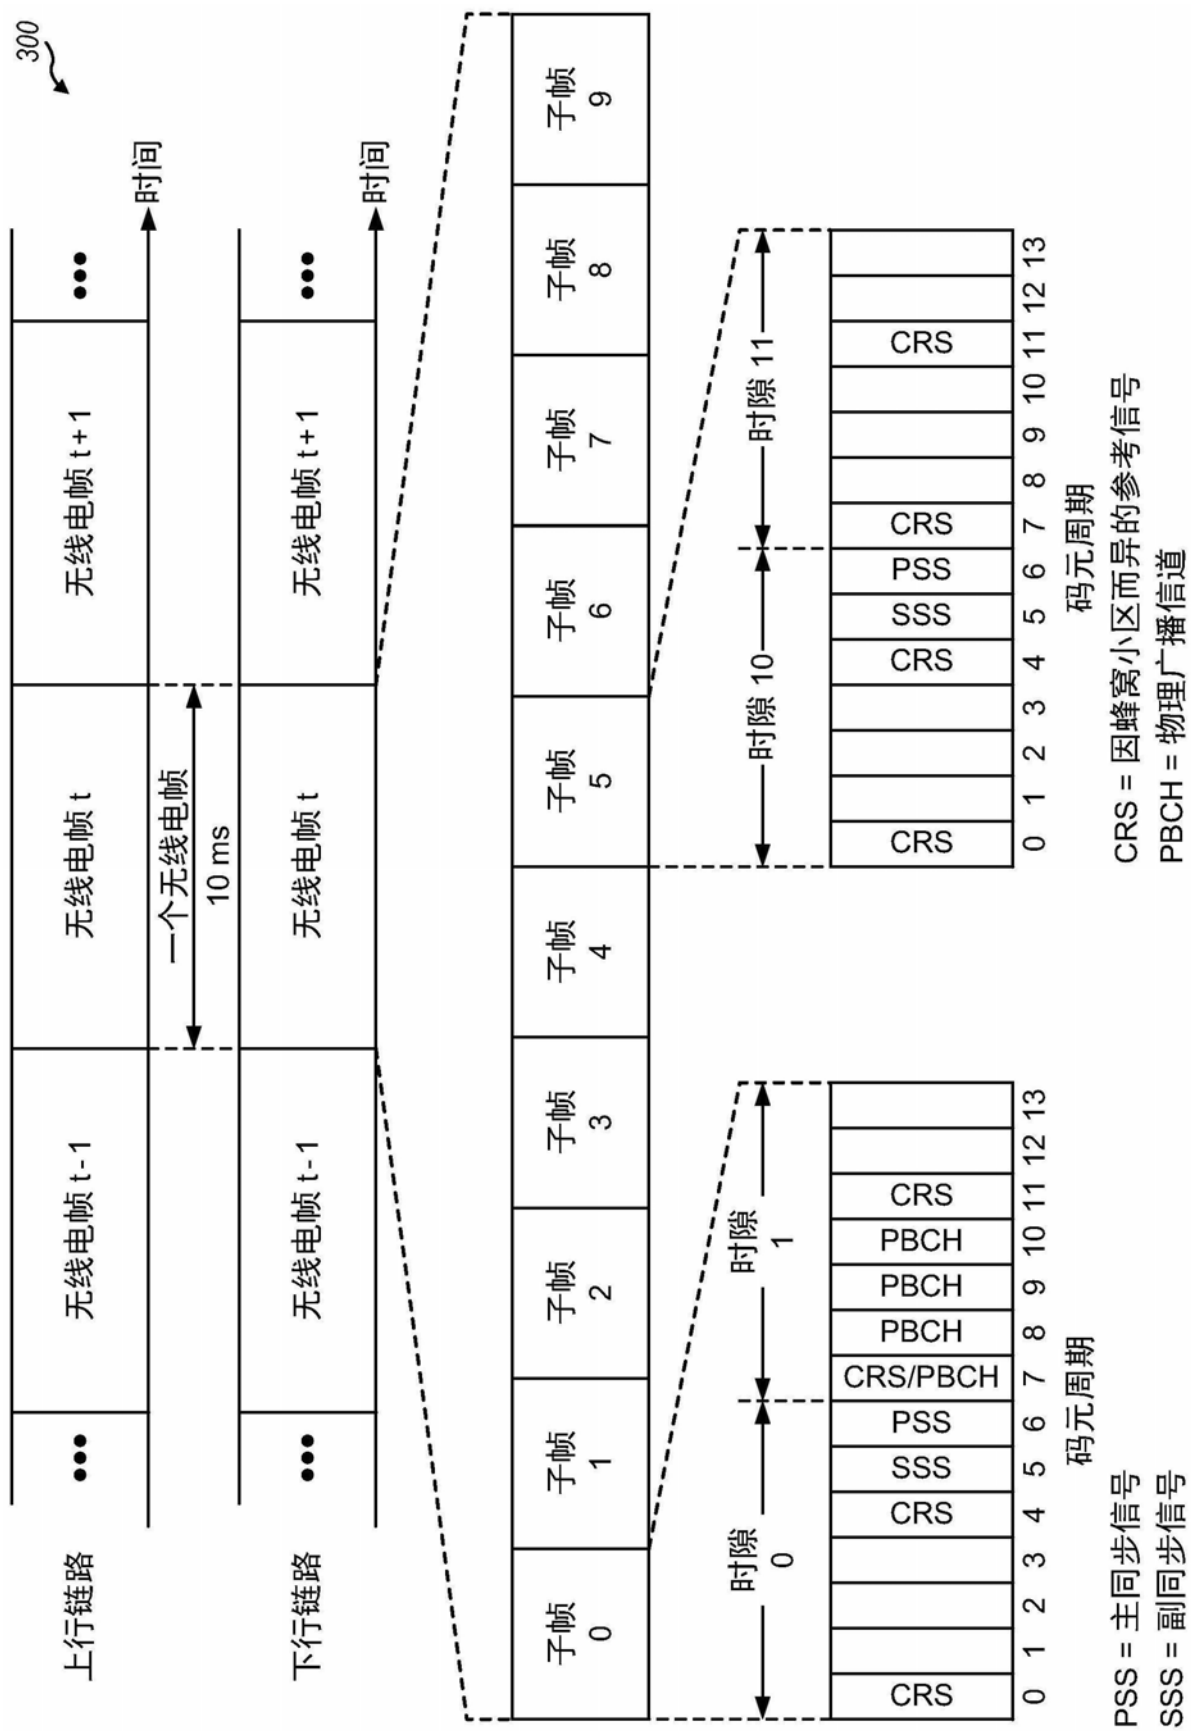 300
上行链路
••• 无线电帧 t-1 无线电帧 t 无线电帧 t+1 •••
时间
一个无线电帧
10 ms
下行链路
••• 无线电帧 t-1 无线电帧 t 无线电帧 t+1 •••
时间
子帧 子帧 子帧 子帧 子帧 子帧 子帧 子帧 子帧 子帧
0 1 2 3 4 5 6 7 8 9
时隙 时隙
0 1
时隙 10 时隙 11
CRS CRS SSS PSS CRS/PBCH PBCH PBCH PBCH CRS
0 1 2 3 4 5 6 7 8 9 10 11 12 13
码元周期
CRS CRS SSS PSS CRS CRS
0 1 2 3 4 5 6 7 8 9 10 11 12 13
码元周期
PSS = 主同步信号
SSS = 副同步信号
CRS = 因蜂窝小区而异的参考信号
PBCH = 物理广播信道